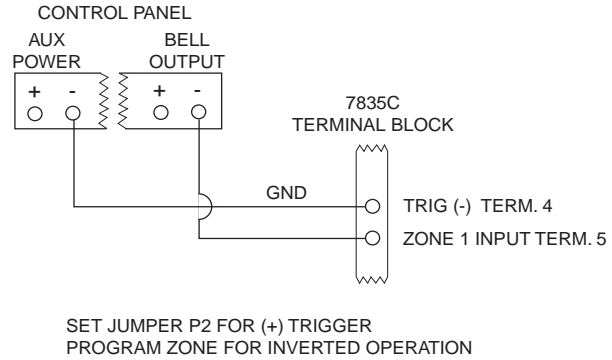 CONTROL PANEL
AUX
POWER
BELL
OUTPUT
+ -
+ -
7835C
TERMINAL BLOCK
GND
TRIG (-) TERM. 4
ZONE 1 INPUT TERM. 5
SET JUMPER P2 FOR (+) TRIGGER
PROGRAM ZONE FOR INVERTED OPERATION